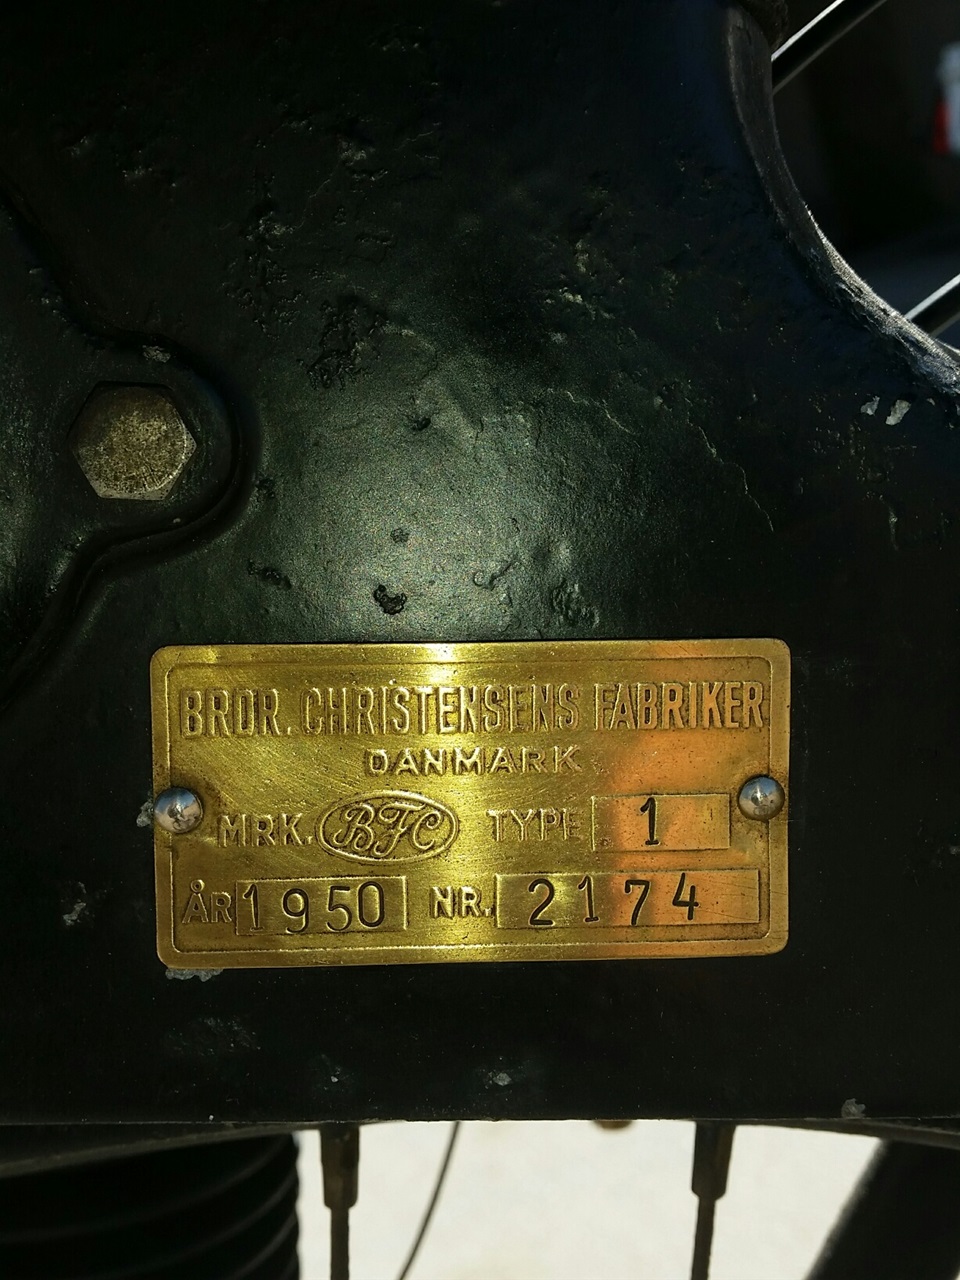 BRDR. CHRISTENSENS FABRIKER
DANMARK
MRK. BFC TYPE 1
ÅR 1950 NR. 2174